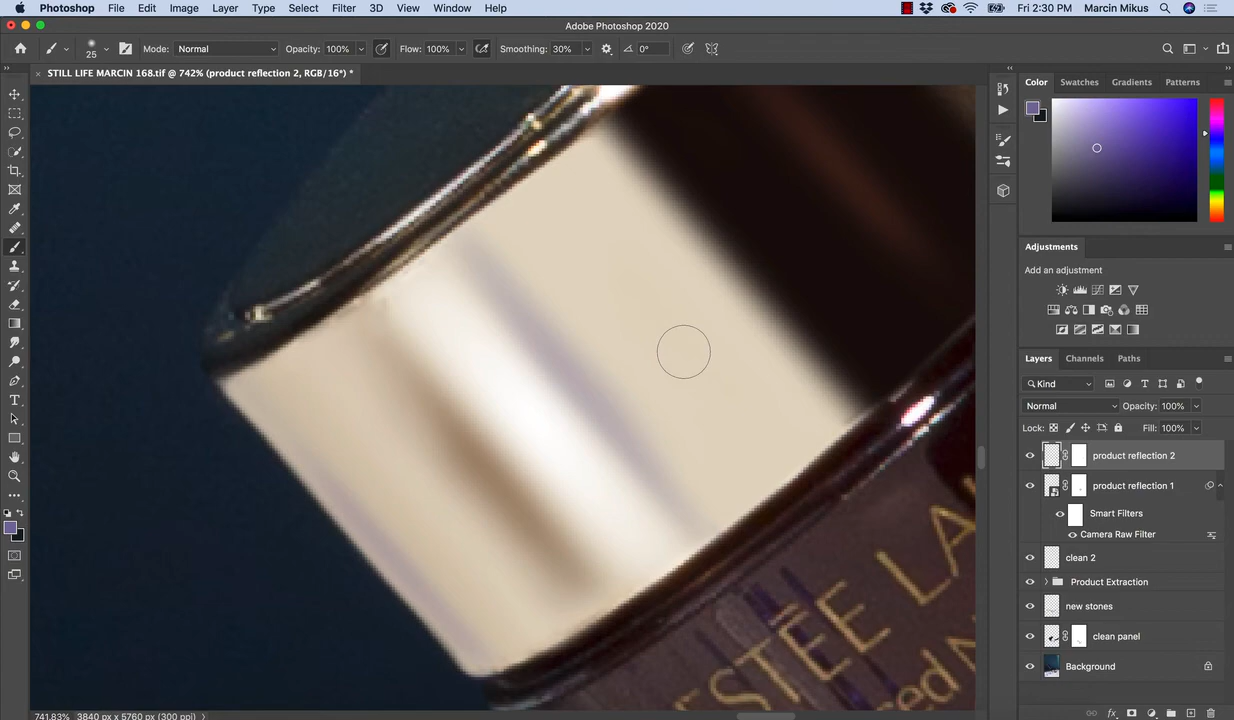 Photoshop File Edit Image Layer Type Select Filter 3D View Window Help Fri 2:30 PM Marcin Mikus
Adobe Photoshop 2020
25 Mode: Normal Opacity: 100% Flow: 100% Smoothing: 30% 0°
× STILL LIFE MARCIN 168.tif @ 742% (product reflection 2, RGB/16*) *
Color Swatches Gradients Patterns
Adjustments
Add an adjustment
Layers Channels Paths
Kind
Normal Opacity: 100%
Lock: Fill: 100%
product reflection 2
product reflection 1
Smart Filters
Camera Raw Filter
clean 2
Product Extraction
new stones
clean panel
Background
ESTÉE LA
ced N
741.83% 3840 px x 5760 px (300 ppi)